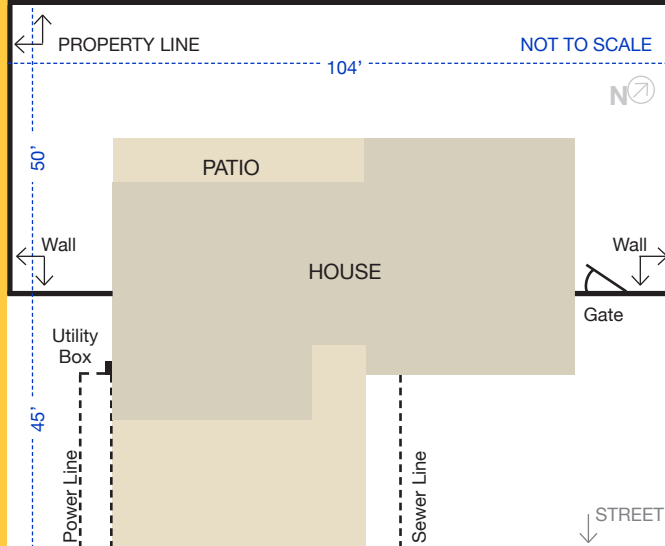 PROPERTY LINE
NOT TO SCALE
104’
N
50’
PATIO
Wall
HOUSE
Wall
Gate
Utility
Box
45’
Power Line
Sewer Line
STREET